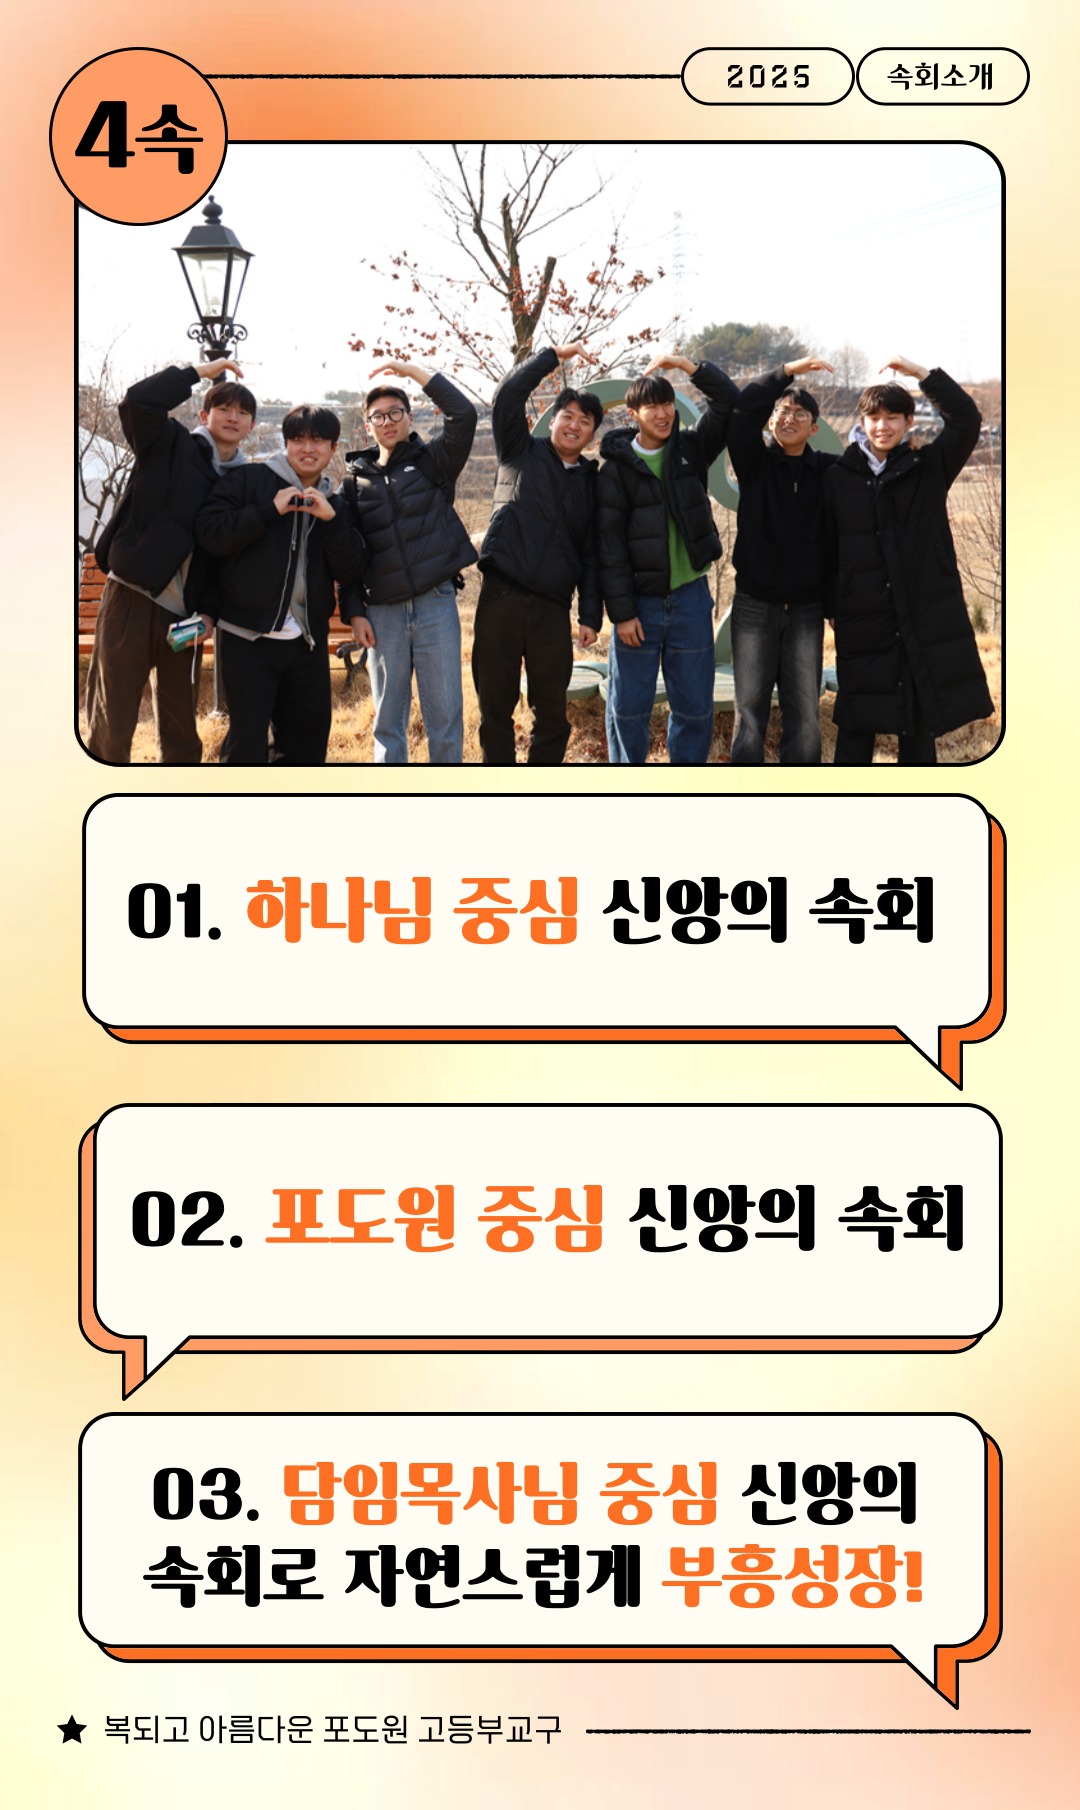 4속
2025
속회소개
01. 하나님 중심 신앙의 속회
02. 포도원 중심 신앙의 속회
03. 담임목사님 중심 신앙의
속회로 자연스럽게 부흥성장!
★ 복되고 아름다운 포도원 고등부교구